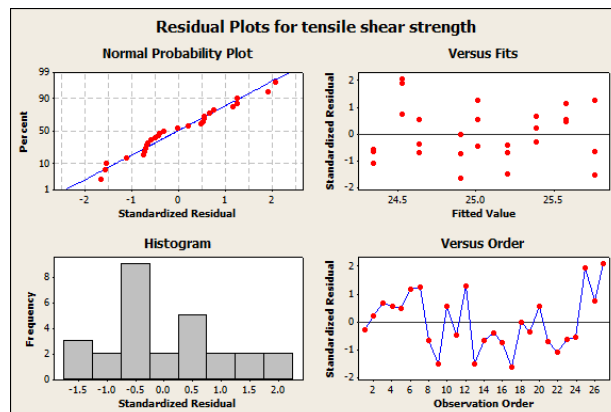 Residual Plots for tensile shear strength
Normal Probability Plot
99
90
50
10
1
Percent
-2 -1 0 1 2
Standardized Residual
Versus Fits
2
1
0
-1
-2
Standardized Residual
24.5 25.0 25.5
Fitted Value
Histogram
8
6
4
2
0
Frequency
-1.5 -1.0 -0.5 0.0 0.5 1.0 1.5 2.0
Standardized Residual
Versus Order
2
1
0
-1
-2
Standardized Residual
2 4 6 8 10 12 14 16 18 20 22 24 26
Observation Order